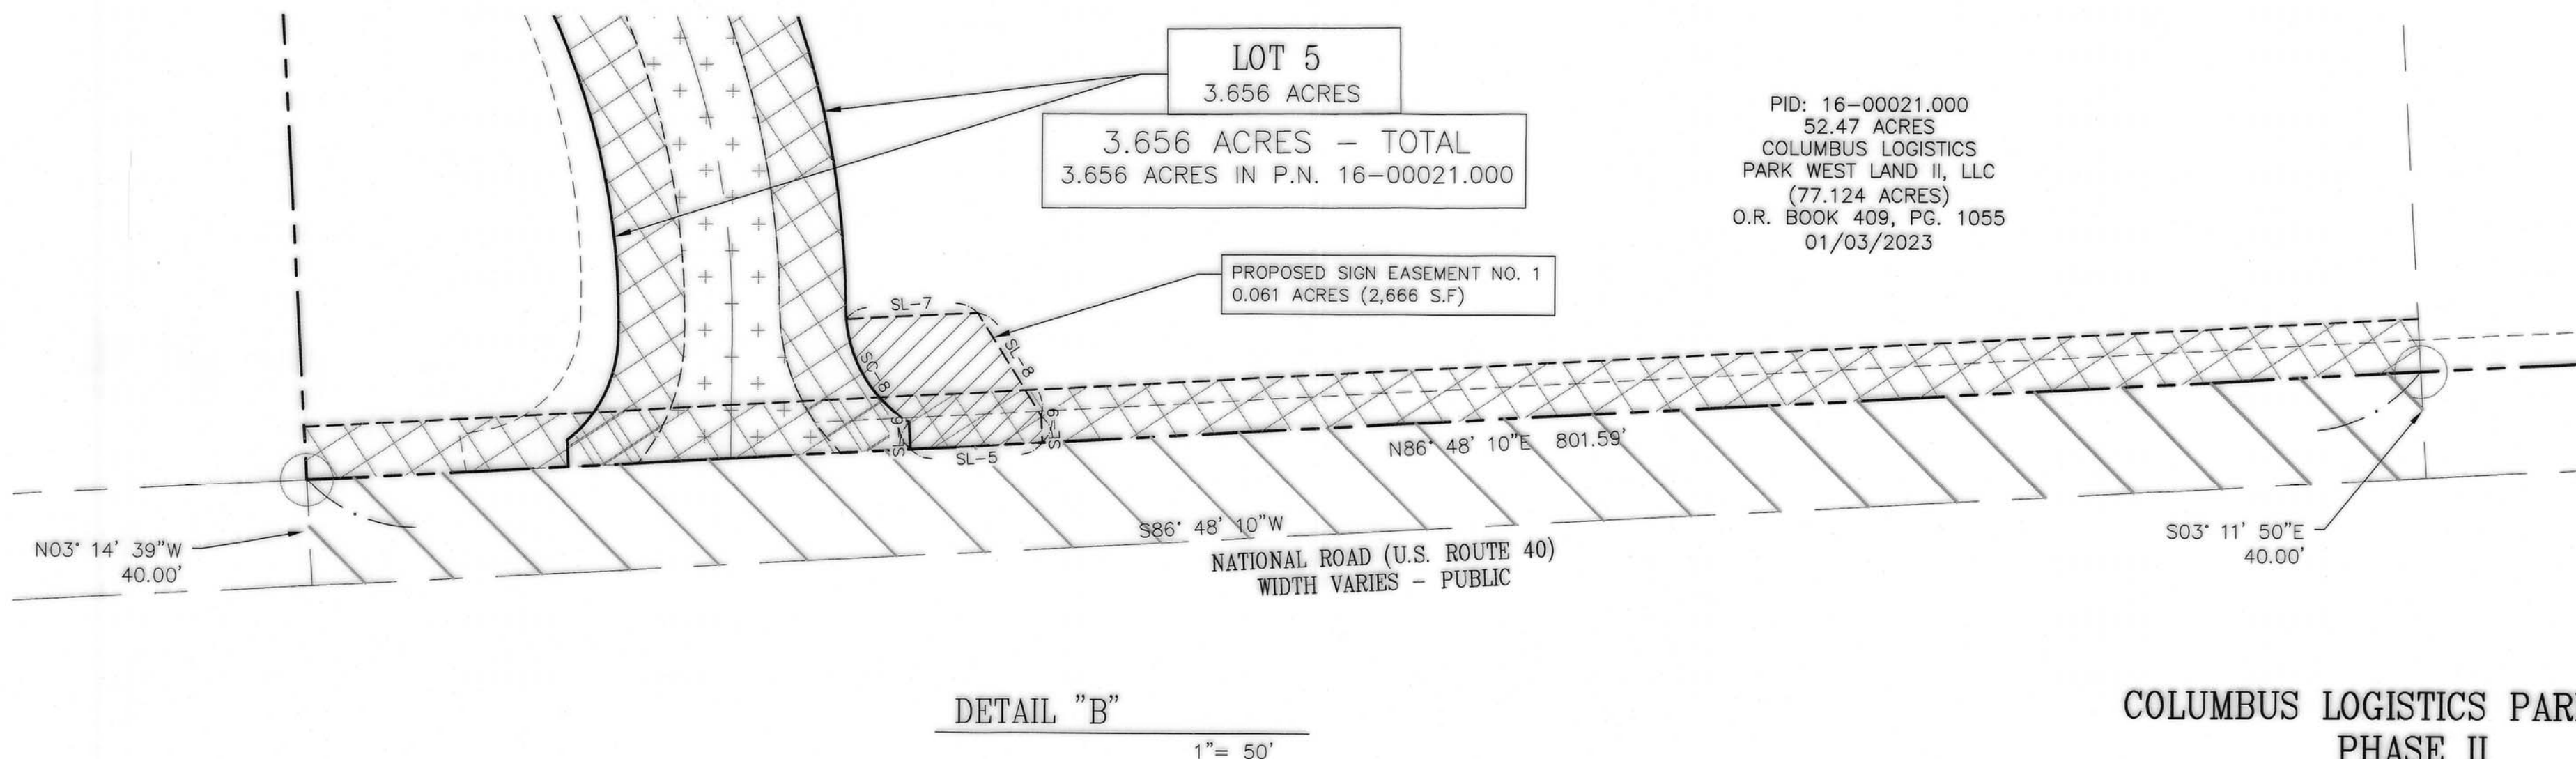 LOT 5
3.656 ACRES
3.656 ACRES – TOTAL
3.656 ACRES IN P.N. 16–00021.000
PID: 16–00021.000
52.47 ACRES
COLUMBUS LOGISTICS
PARK WEST LAND II, LLC
(77.124 ACRES)
O.R. BOOK 409, PG. 1055
01/03/2023
PROPOSED SIGN EASEMENT NO. 1
0.061 ACRES (2,666 S.F)
SL–7
SL–8
SC–8
SL–6
SL–9
SL–5
N86° 48' 10"E 801.59'
S86° 48' 10"W
NATIONAL ROAD (U.S. ROUTE 40)
WIDTH VARIES – PUBLIC
N03° 14' 39"W
40.00'
S03° 11' 50"E
40.00'
DETAIL "B"
1"= 50'
COLUMBUS LOGISTICS
PHASE II